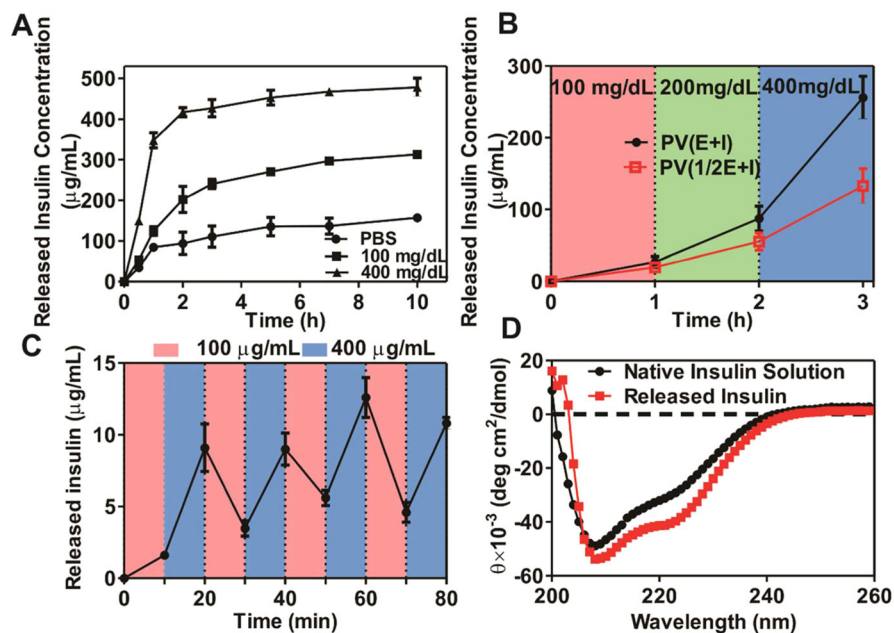 A
Released Insulin Concentration
(μg/mL)
500
400
300
200
100
0
0 2 4 6 8 10
Time (h)
PBS
100 mg/dL
400 mg/dL
B
Released Insulin Concentration
(μg/mL)
300
200
100
0
100 mg/dL 200mg/dL 400mg/dL
PV(E+I)
PV(1/2E+I)
0 1 2 3
Time (h)
C
100 μg/mL 400 μg/mL
Released insulin (μg/mL)
15
10
5
0
0 20 40 60 80
Time (min)
D
θ×10⁻³ (deg cm²/dmol)
20
0
-20
-40
-60
Native Insulin Solution
Released Insulin
200 220 240 260
Wavelength (nm)